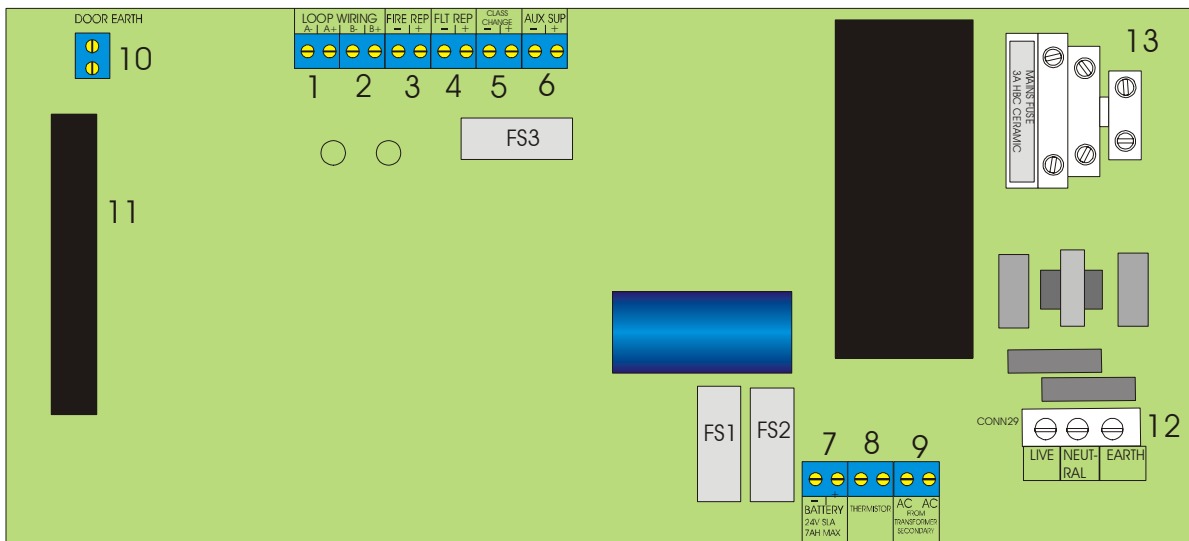 DOOR EARTH
10
LOOP WIRING
A- A+ B- B+
FIRE REP
- +
FLT REP
- +
CLASS
CHANGE
- +
AUX SUP
- +
1 2 3 4 5 6
FS3
11
MAINS FUSE
3A HBC CERAMIC
13
FS1
FS2
7 8 9
- +
BATTERY
24V SLA
7AH MAX
THERMISTOR
AC AC
FROM
TRANSFORMER
SECONDARY
CONN29
12
LIVE
NEUT-
RAL
EARTH